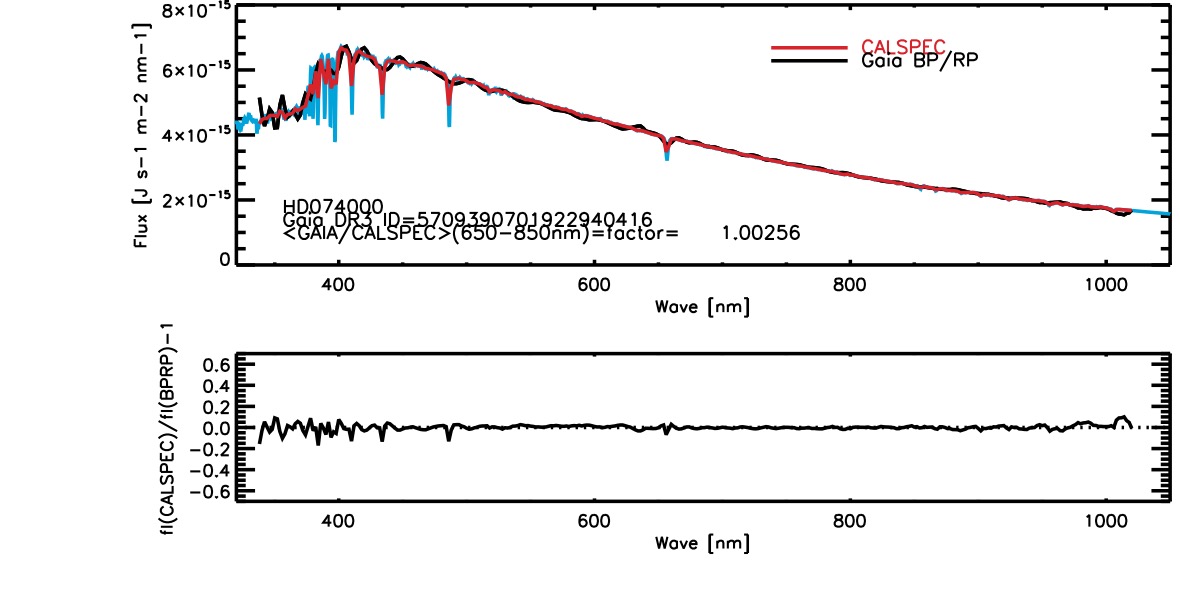 8×10−15
6×10−15
4×10−15
2×10−15
0
Flux [J s−1 m−2 nm−1]
CALSPEC
Gaia BP/RP
HD074000
Gaia DR3 ID=5709390701922940416
<GAIA/CALSPEC>(650−850nm)=factor= 1.00256
400 600 800 1000
Wave [nm]
fl(CALSPEC)/fl(BPRP)−1
0.6
0.4
0.2
0.0
−0.2
−0.4
−0.6
400 600 800 1000
Wave [nm]